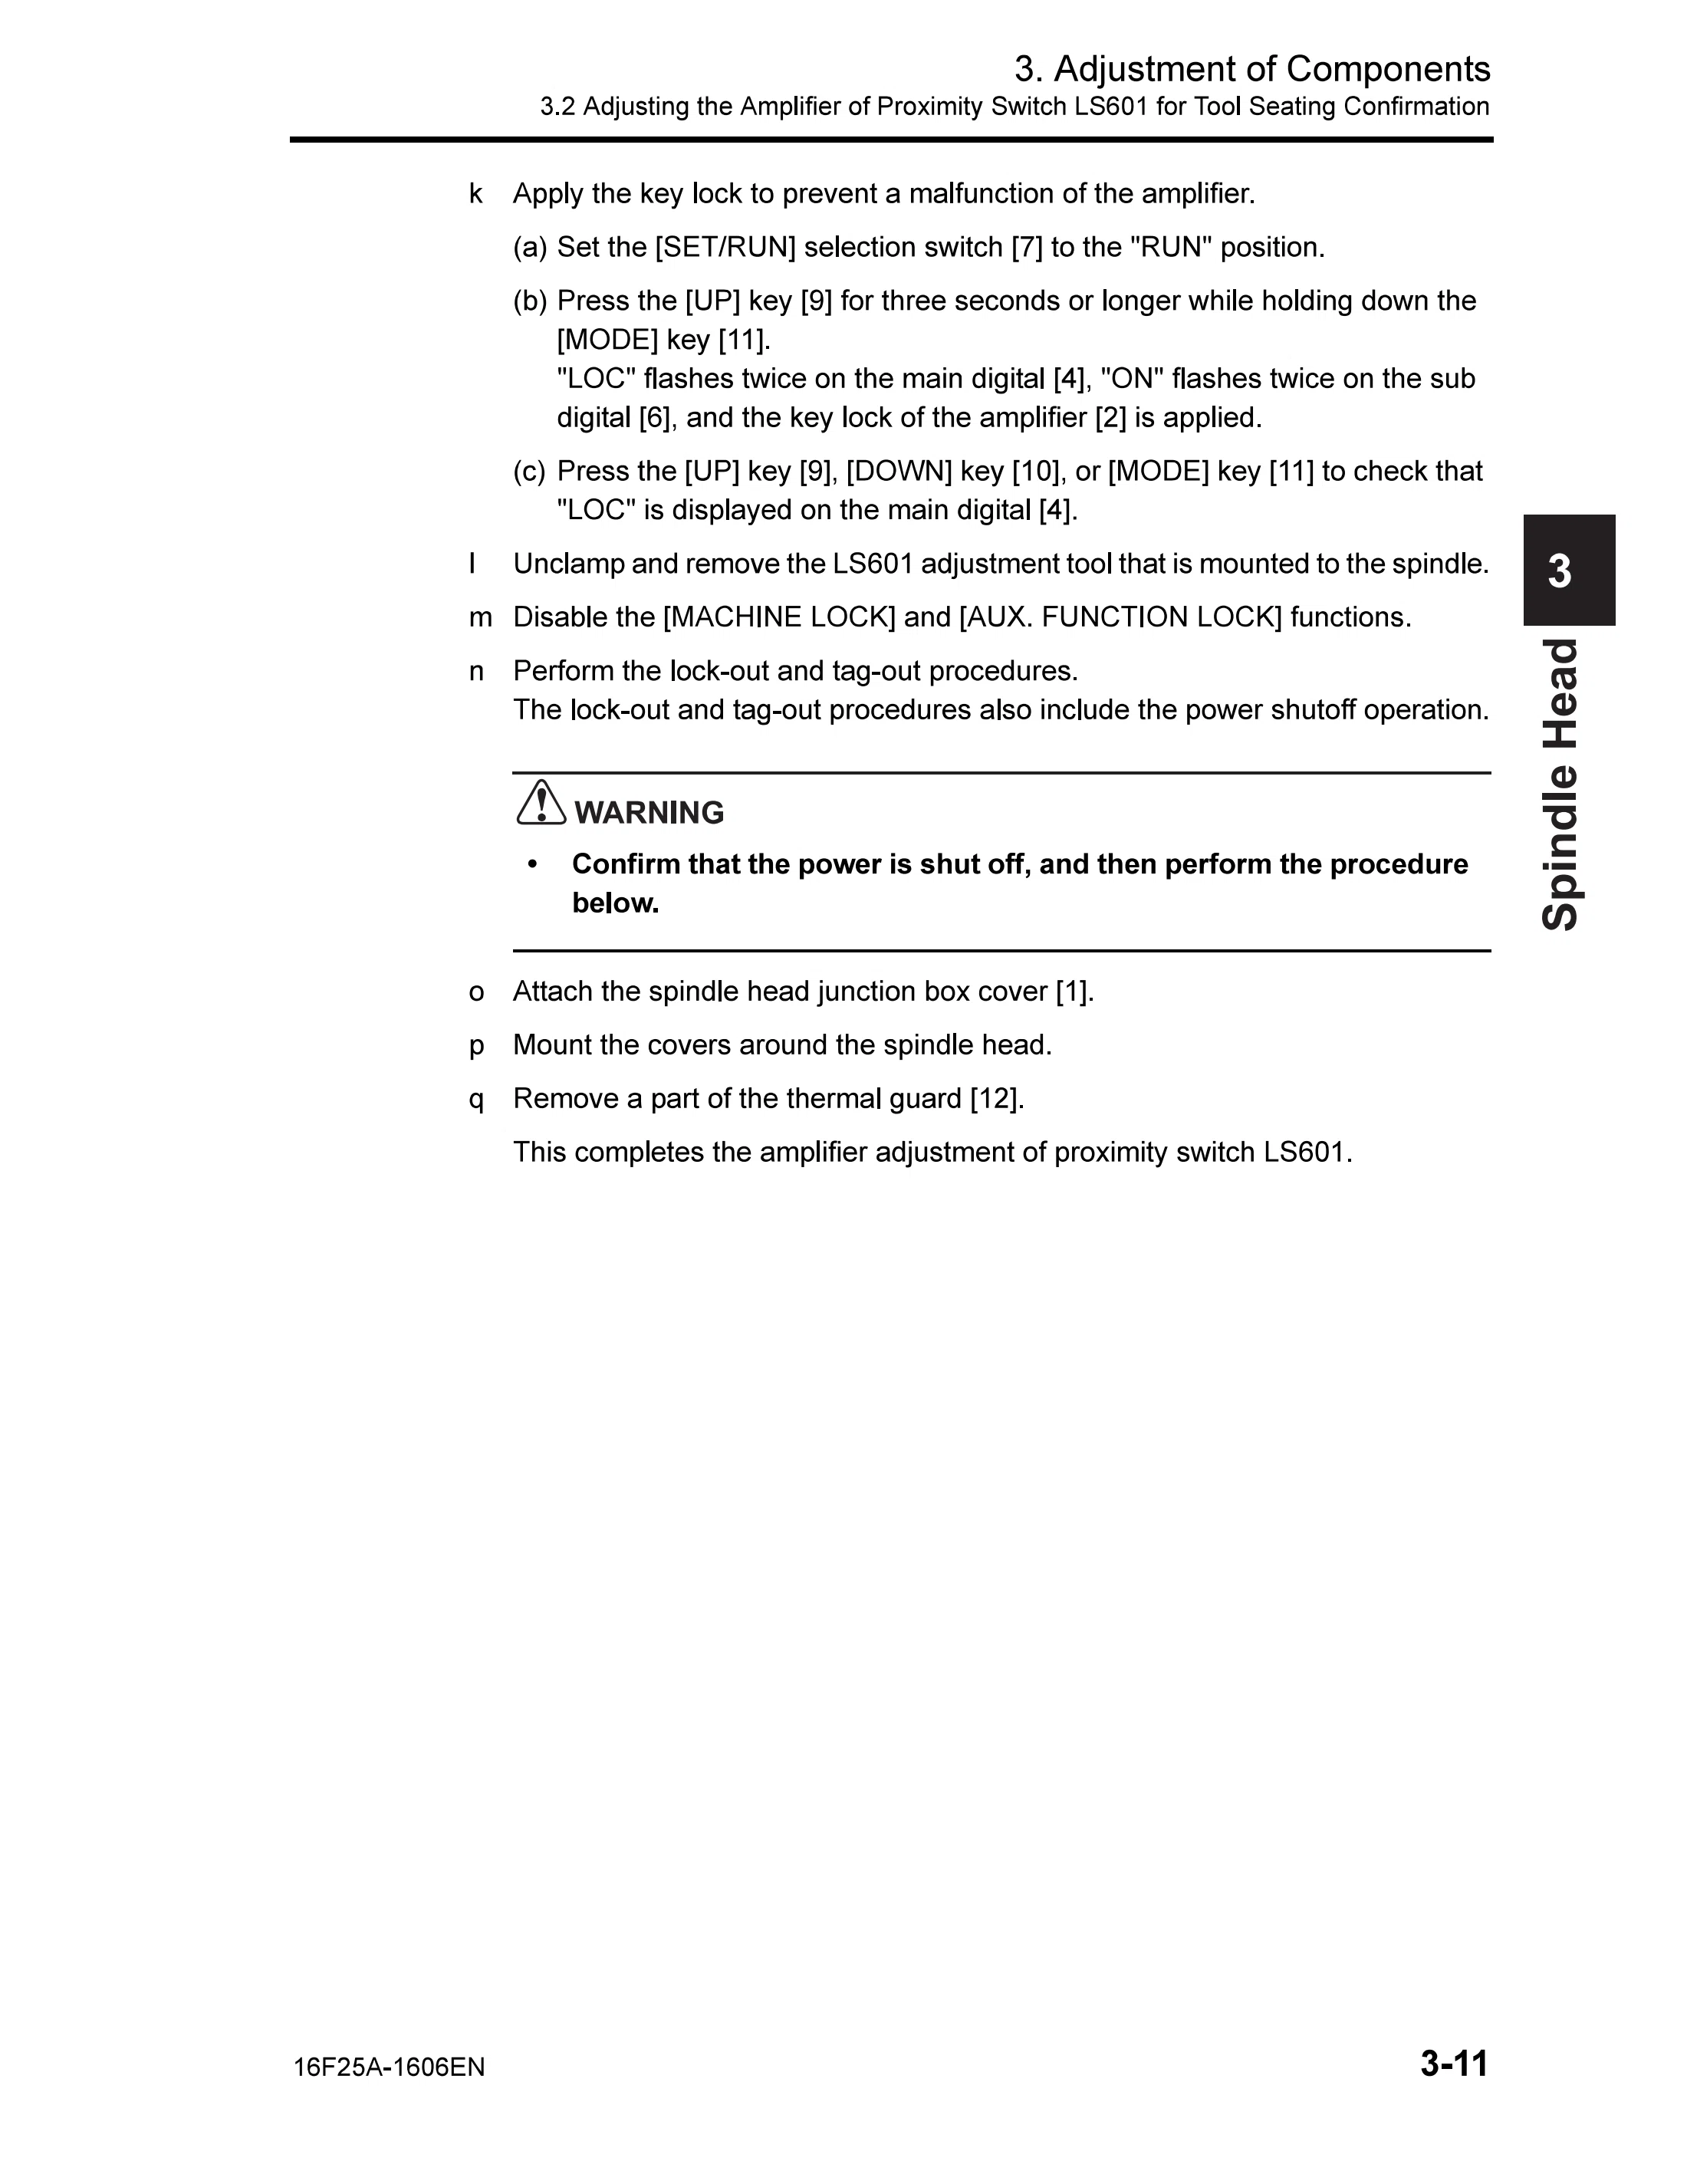 3. Adjustment of Components
3.2 Adjusting the Amplifier of Proximity Switch LS601 for Tool Seating Confirmation
k Apply the key lock to prevent a malfunction of the amplifier.
(a) Set the [SET/RUN] selection switch [7] to the "RUN" position.
(b) Press the [UP] key [9] for three seconds or longer while holding down the
[MODE] key [11].
"LOC" flashes twice on the main digital [4], "ON" flashes twice on the sub
digital [6], and the key lock of the amplifier [2] is applied.
(c) Press the [UP] key [9], [DOWN] key [10], or [MODE] key [11] to check that
"LOC" is displayed on the main digital [4].
l Unclamp and remove the LS601 adjustment tool that is mounted to the spindle.
m Disable the [MACHINE LOCK] and [AUX. FUNCTION LOCK] functions.
n Perform the lock-out and tag-out procedures.
The lock-out and tag-out procedures also include the power shutoff operation.
WARNING
• Confirm that the power is shut off, and then perform the procedure
below.
o Attach the spindle head junction box cover [1].
p Mount the covers around the spindle head.
q Remove a part of the thermal guard [12].
This completes the amplifier adjustment of proximity switch LS601.
3
Spindle Head
16F25A-1606EN
3-11